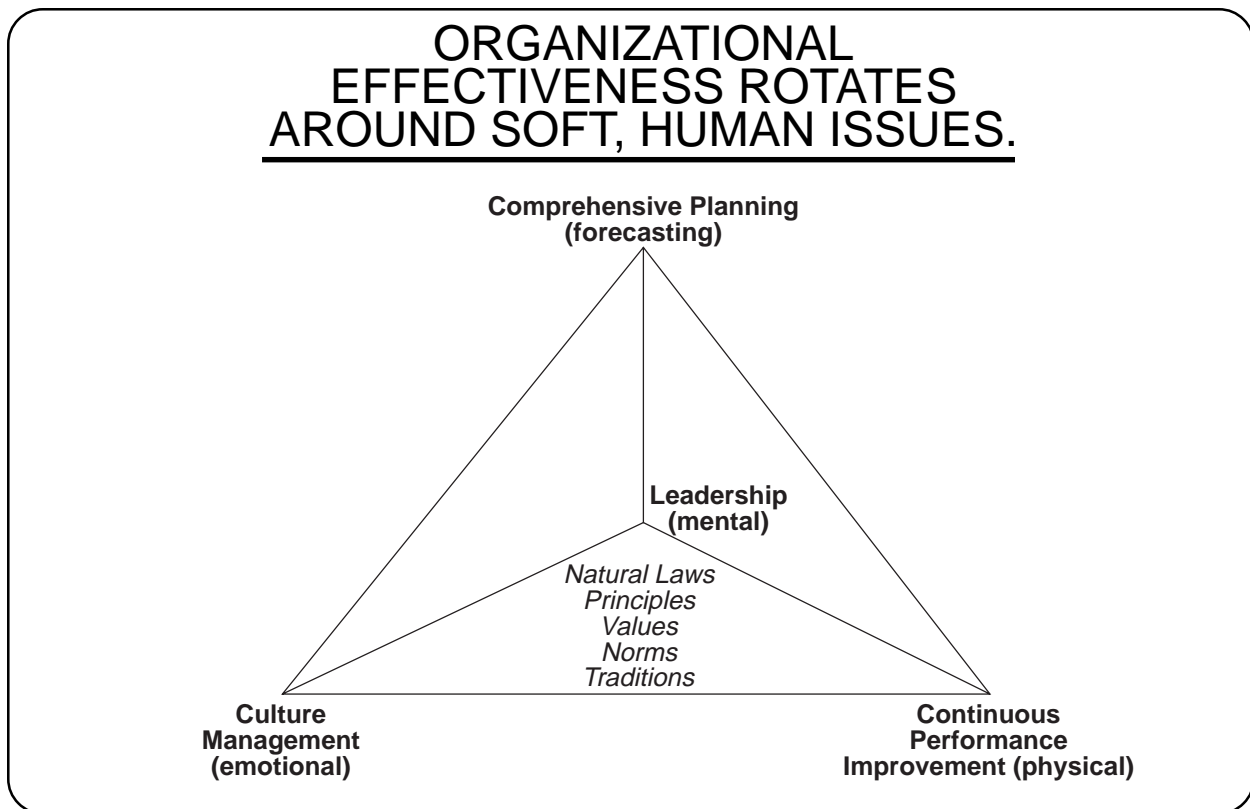 ORGANIZATIONAL
EFFECTIVENESS ROTATES
AROUND SOFT, HUMAN ISSUES.
Comprehensive Planning
(forecasting)
Leadership
(mental)
Natural Laws
Principles
Values
Norms
Traditions
Culture
Management
(emotional)
Continuous
Performance
Improvement (physical)